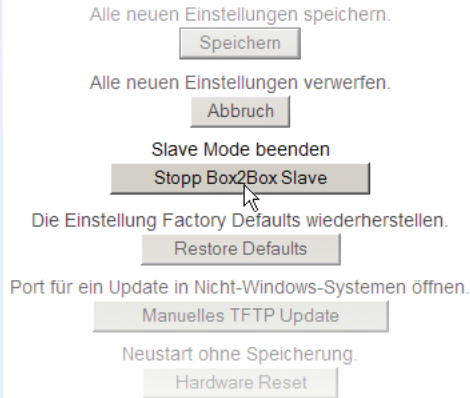 Alle neuen Einstellungen speichern.
Speichern
Alle neuen Einstellungen verwerfen.
Abbruch
Slave Mode beenden
Stopp Box2Box Slave
Die Einstellung Factory Defaults wiederherstellen.
Restore Defaults
Port für ein Update in Nicht-Windows-Systemen öffnen.
Manuelles TFTP Update
Neustart ohne Speicherung.
Hardware Reset